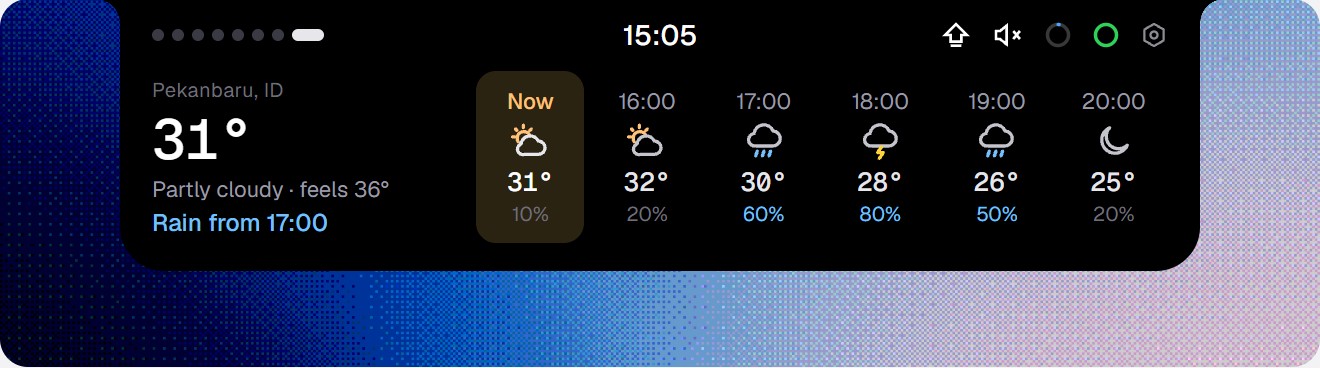 15:05
Pekanbaru, ID
31°
Partly cloudy · feels 36°
Rain from 17:00
Now 16:00 17:00 18:00 19:00 20:00
31° 32° 30° 28° 26° 25°
10% 20% 60% 80% 50% 20%